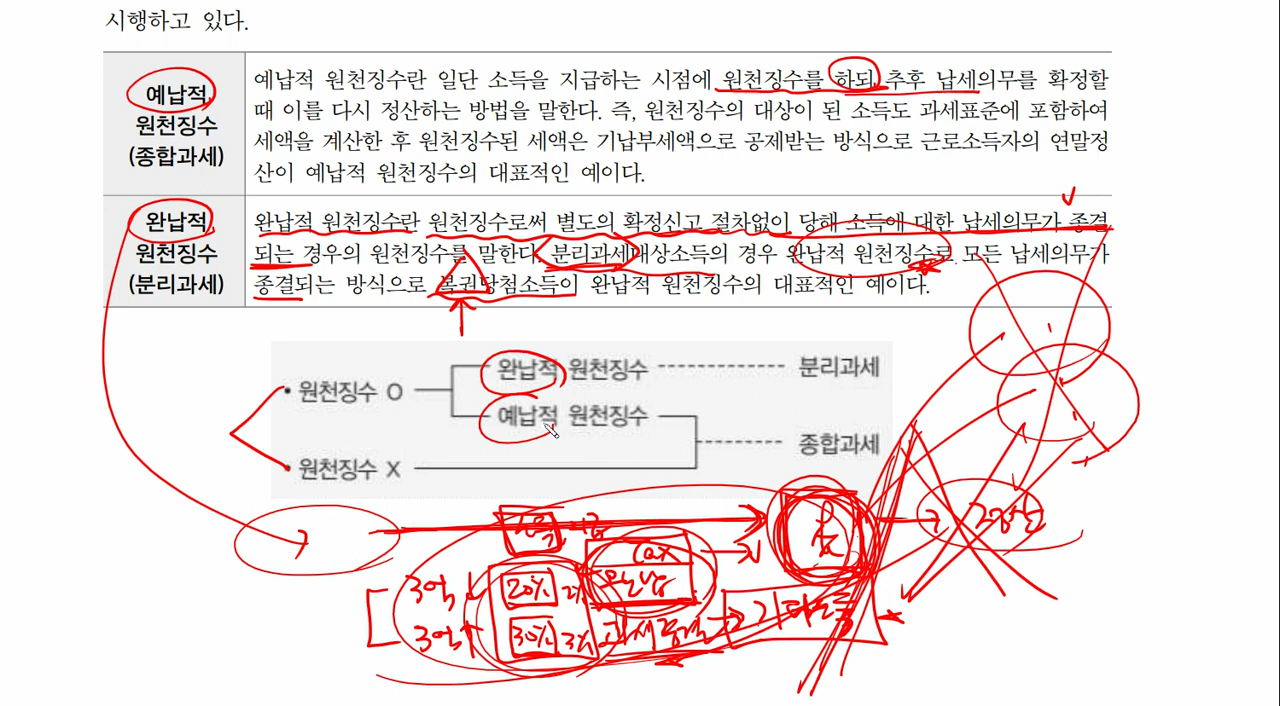 시행하고 있다.
예납적
원천징수
(종합과세)
예납적 원천징수란 일단 소득을 지급하는 시점에 원천징수를 하되 추후 납세의무를 확정할
때 이를 다시 정산하는 방법을 말한다. 즉, 원천징수의 대상이 된 소득도 과세표준에 포함하여
세액을 계산한 후 원천징수된 세액은 기납부세액으로 공제받는 방식으로 근로소득자의 연말정
산이 예납적 원천징수의 대표적인 예이다.
완납적
원천징수
(분리과세)
완납적 원천징수란 원천징수로써 별도의 확정신고 절차없이 당해 소득에 대한 납세의무가 종결
되는 경우의 원천징수를 말한다. 분리과세대상소득의 경우 완납적 원천징수로 모든 납세의무가
종결되는 방식으로 복권당첨소득이 완납적 원천징수의 대표적인 예이다.
• 원천징수 O
완납적 원천징수
분리과세
예납적 원천징수
종합과세
• 원천징수 X
tax
3억 20% 완납
3억 30% 3% 과세종결 기타소득